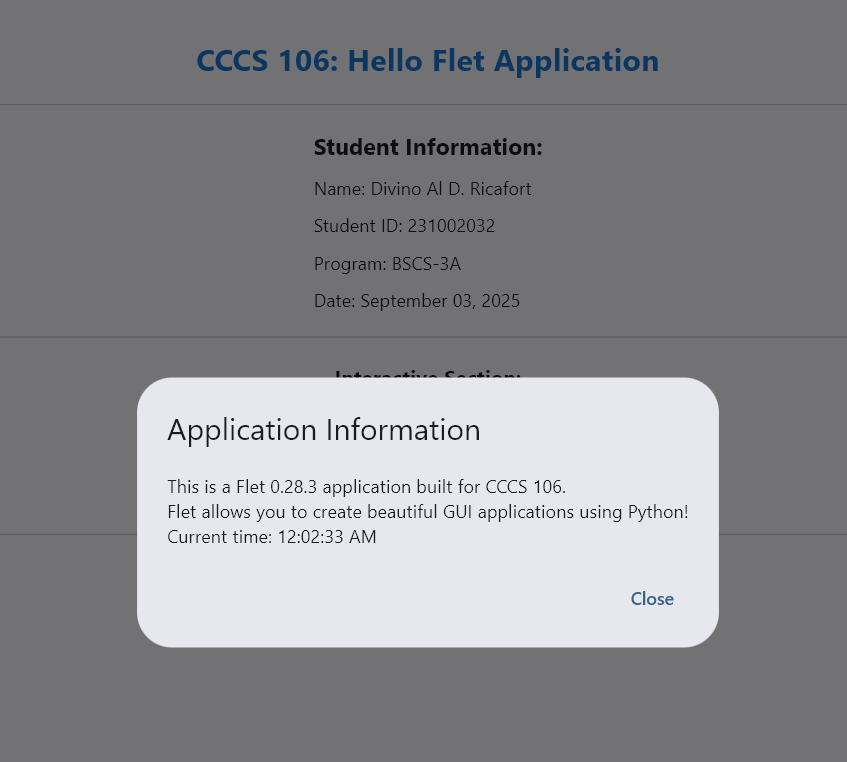 CCCS 106: Hello Flet Application
Student Information:
Name: Divino Al D. Ricafort
Student ID: 231002032
Program: BSCS-3A
Date: September 03, 2025
Interactive Section:
Application Information
This is a Flet 0.28.3 application built for CCCS 106.
Flet allows you to create beautiful GUI applications using Python!
Current time: 12:02:33 AM
Close